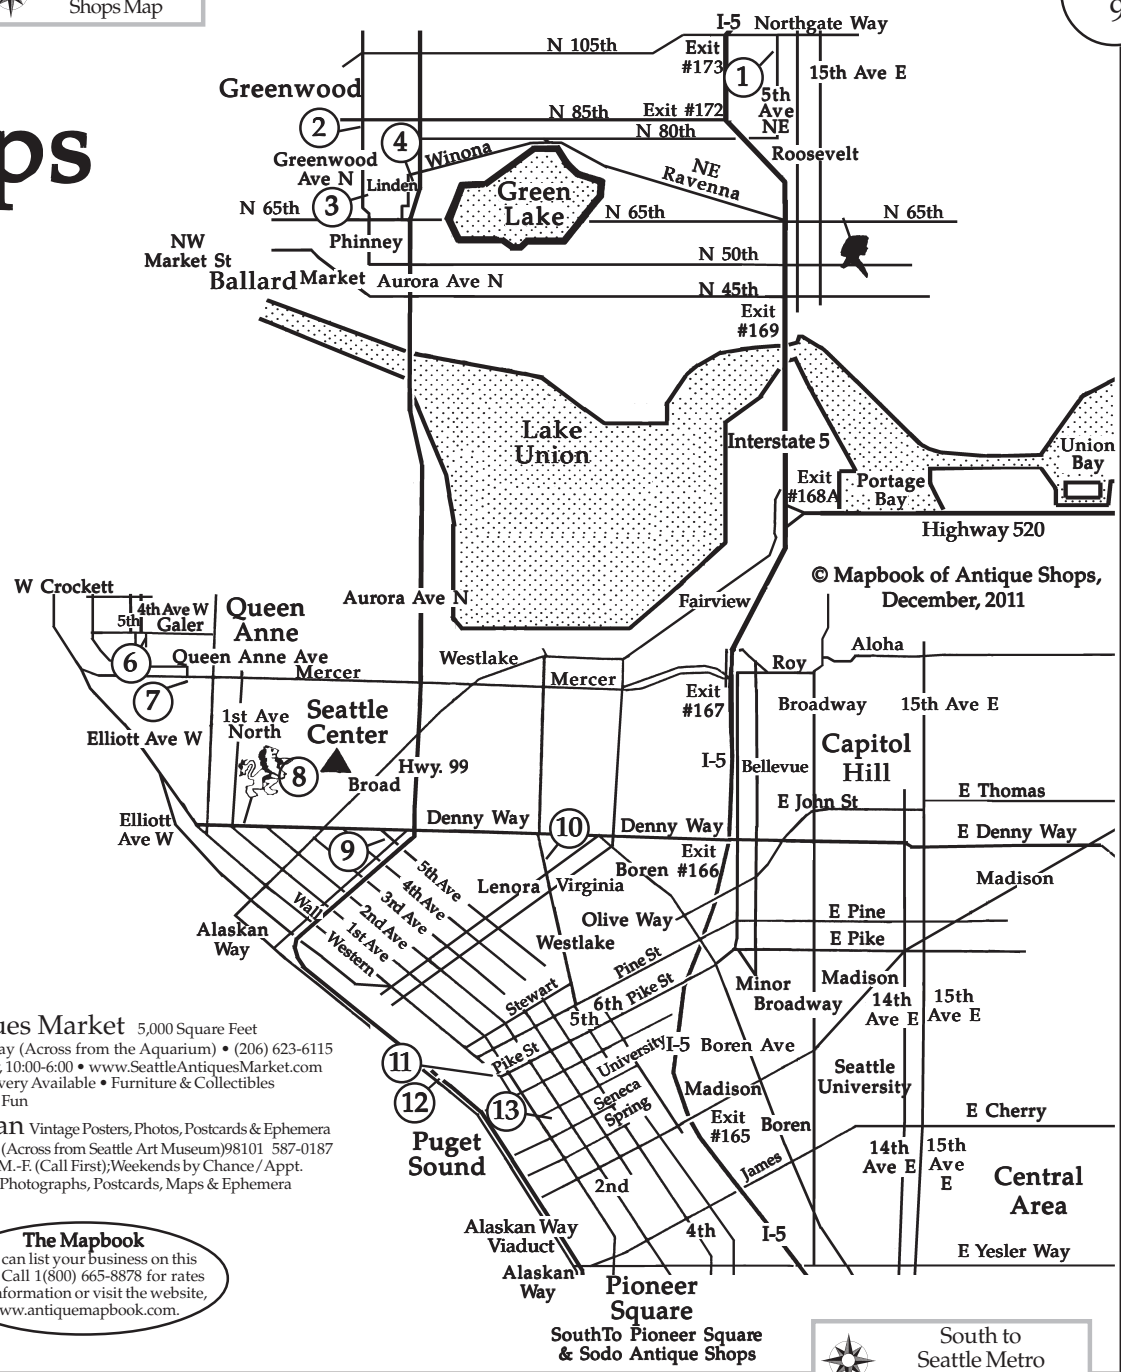 Shops Map
9
ps
I-5 Northgate Way
N 105th
Exit
#173
1
15th Ave E
5th
Ave
NE
Greenwood
N 85th
Exit #172
2
4
N 80th
Winona
Roosevelt
Greenwood
Ave N
Linden
NE
Ravenna
Green
Lake
3
N 65th
N 65th
N 65th
NW
Market St
Phinney
N 50th
Ballard
Market
Aurora Ave N
N 45th
Exit
#169
Lake
Union
Interstate 5
Union
Bay
Exit
#168A
Portage
Bay
Highway 520
© Mapbook of Antique Shops,
December, 2011
W Crockett
Aurora Ave N
Fairview
4th Ave W
5th
Galer
Queen
Anne
6
Queen Anne Ave
Westlake
Mercer
Mercer
Roy
Aloha
7
Exit
#167
Broadway
15th Ave E
1st Ave
North
Seattle
Center
Elliott Ave W
Capitol
Hill
8
Hwy. 99
I-5
Bellevue
Broad
E Thomas
E John St
Elliott
Ave W
Denny Way
10
Denny Way
E Denny Way
9
Exit
#166
Boren
5th Ave
4th Ave
3rd Ave
2nd Ave
1st Ave
Western
Wall
Lenora
Virginia
Madison
Olive Way
E Pine
Alaskan
Way
Westlake
E Pike
Pine St
Stewart
6th
Pike St
5th
Minor
Broadway
Madison
14th
Ave E
15th
Ave E
ues Market 5,000 Square Feet
ay (Across from the Aquarium) • (206) 623-6115
, 10:00-6:00 • www.SeattleAntiquesMarket.com
very Available • Furniture & Collectibles
Fun
Pike St
University
I-5
Boren Ave
11
12
13
Seneca
Spring
Madison
Seattle
University
an Vintage Posters, Photos, Postcards & Ephemera
(Across from Seattle Art Museum)98101 587-0187
M.-F. (Call First);Weekends by Chance/Appt.
Photographs, Postcards, Maps & Ephemera
Exit
#165
Boren
E Cherry
Puget
Sound
James
14th
Ave E
15th
Ave
E
Central
Area
2nd
4th
I-5
Alaskan Way
Viaduct
E Yesler Way
The Mapbook
can list your business on this
Call 1(800) 665-8878 for rates
nformation or visit the website,
ww.antiquemapbook.com.
Alaskan
Way
Pioneer
Square
SouthTo Pioneer Square
& Sodo Antique Shops
South to
Seattle Metro